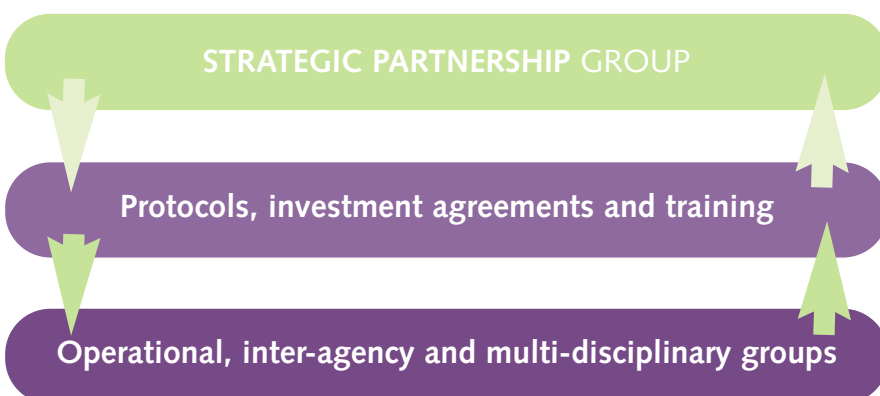 STRATEGIC PARTNERSHIP GROUP
Protocols, investment agreements and training
Operational, inter-agency and multi-disciplinary groups